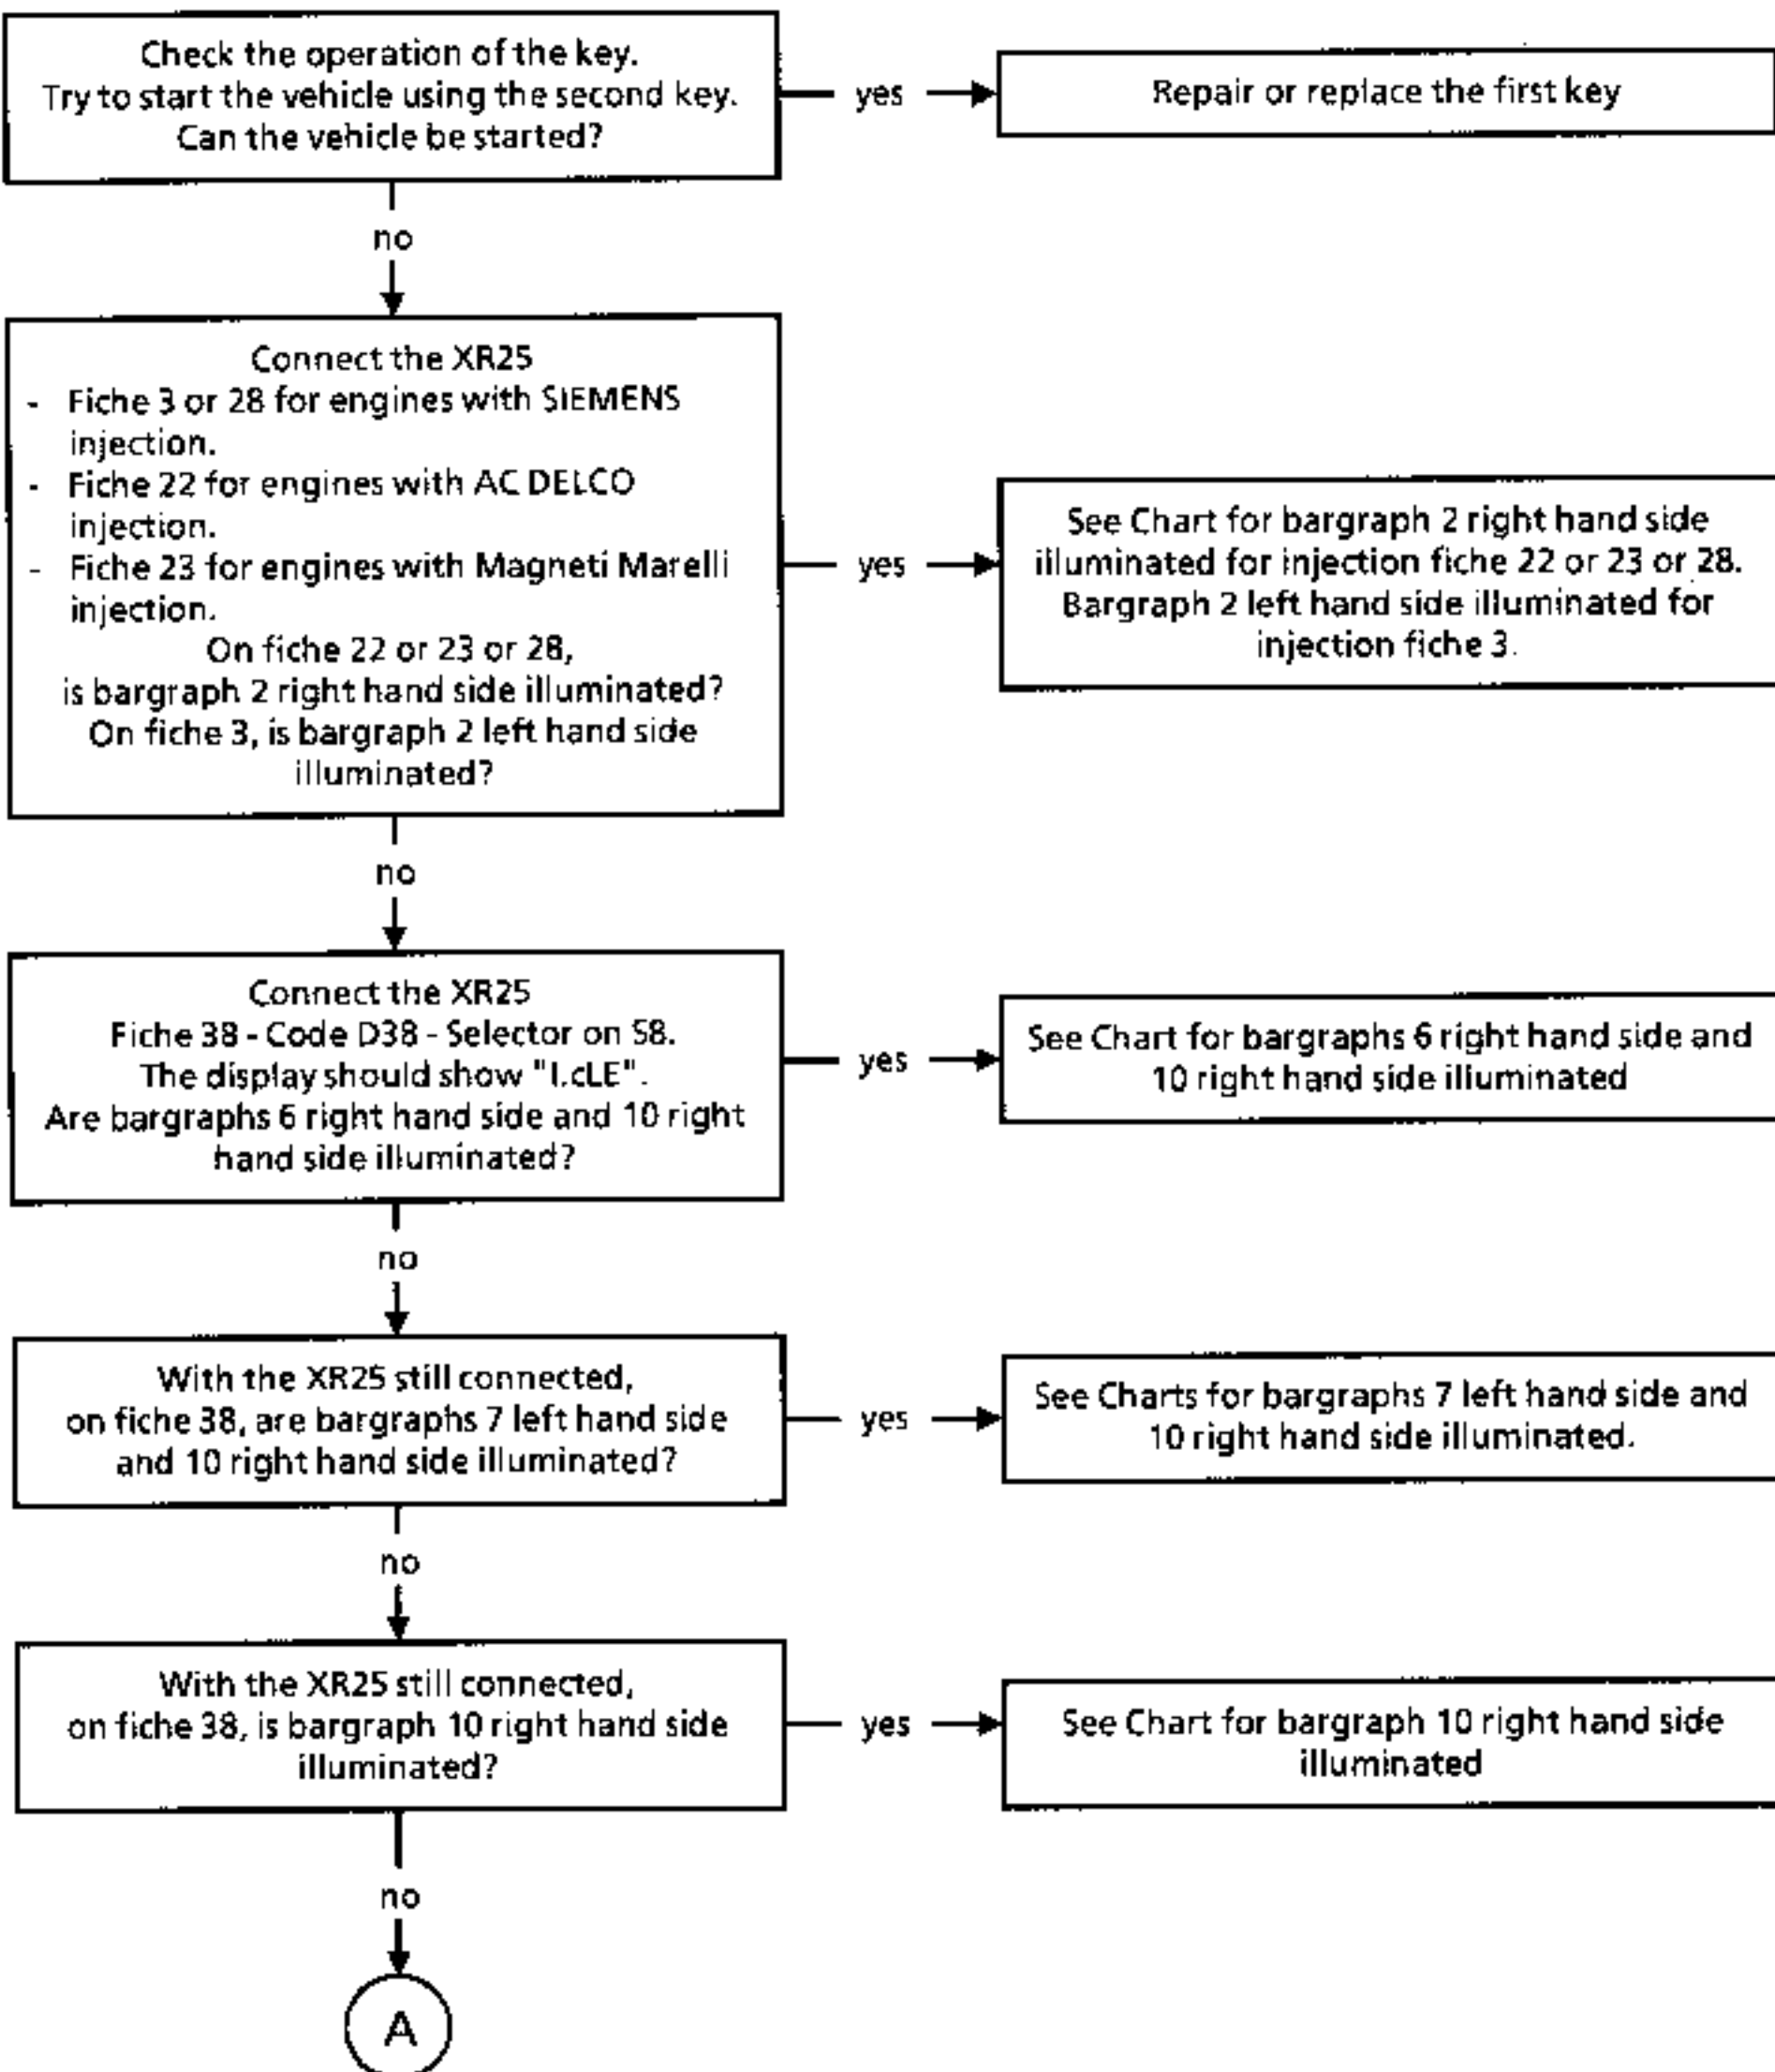 Check the operation of the key.
Try to start the vehicle using the second key.
Can the vehicle be started?
yes
Repair or replace the first key
no
Connect the XR25
- Fiche 3 or 28 for engines with SIEMENS
injection.
- Fiche 22 for engines with AC DELCO
injection.
- Fiche 23 for engines with Magneti Marelli
injection.
On fiche 22 or 23 or 28,
is bargraph 2 right hand side illuminated?
On fiche 3, is bargraph 2 left hand side
illuminated?
yes
See Chart for bargraph 2 right hand side
illuminated for injection fiche 22 or 23 or 28.
Bargraph 2 left hand side illuminated for
injection fiche 3.
no
Connect the XR25
Fiche 38 - Code D38 - Selector on S8.
The display should show "I.cLE".
Are bargraphs 6 right hand side and 10 right
hand side illuminated?
yes
See Chart for bargraphs 6 right hand side and
10 right hand side illuminated
no
With the XR25 still connected,
on fiche 38, are bargraphs 7 left hand side
and 10 right hand side illuminated?
yes
See Charts for bargraphs 7 left hand side and
10 right hand side illuminated.
no
With the XR25 still connected,
on fiche 38, is bargraph 10 right hand side
illuminated?
yes
See Chart for bargraph 10 right hand side
illuminated
no
A